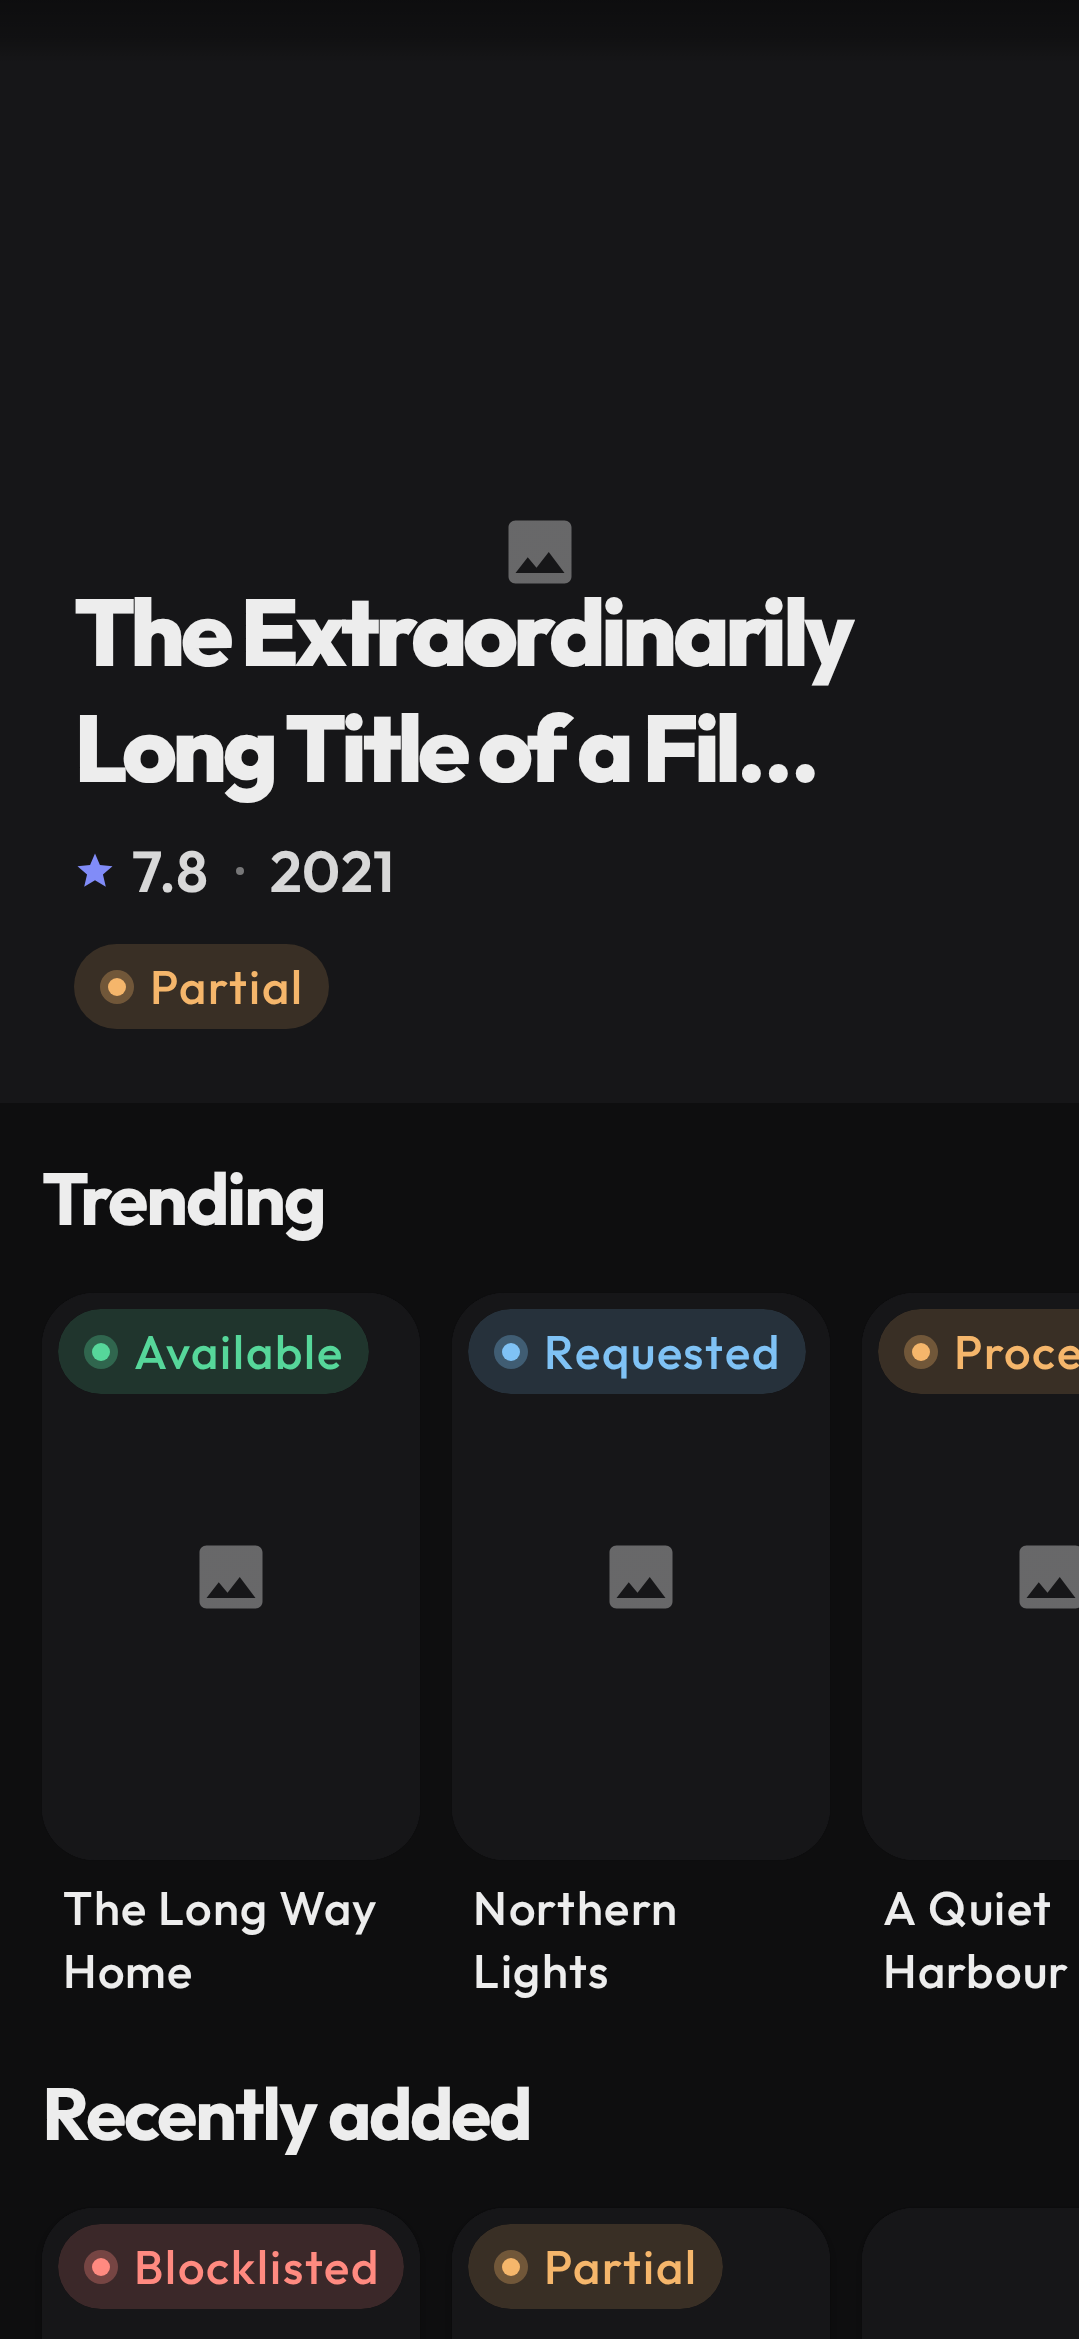 The Extraordinarily
Long Title of a Fil...
7.8 · 2021
Partial
Trending
Available
Requested
Proce
The Long Way
Home
Northern
Lights
A Quiet
Harbour
Recently added
Blocklisted
Partial